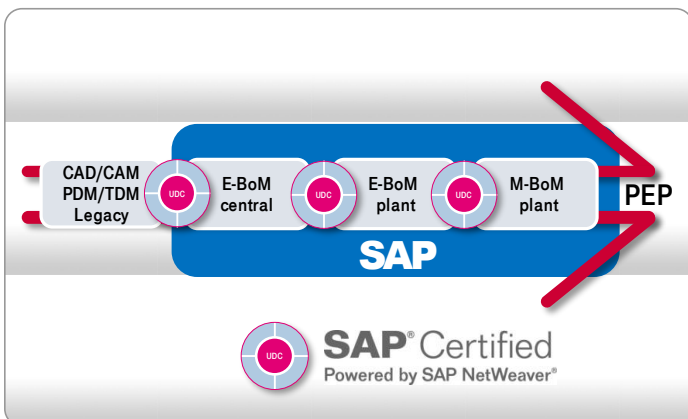 CAD/CAM
PDM/TDM
Legacy
UDC
E-BoM
central
UDC
E-BoM
plant
UDC
M-BoM
plant
PEP
SAP
UDC
SAP® Certified
Powered by SAP NetWeaver®